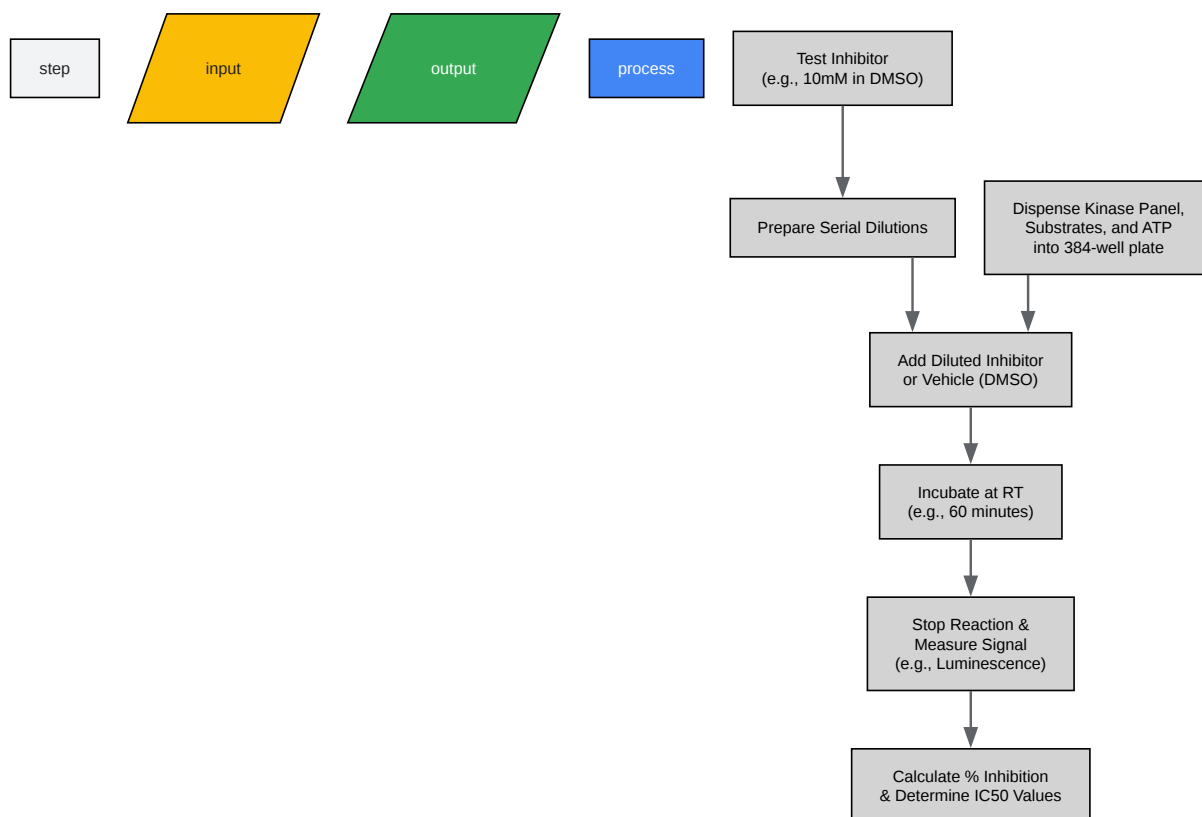 step
input
output
process
Test Inhibitor
(e.g., 10mM in DMSO)
Prepare Serial Dilutions
Dispense Kinase Panel,
Substrates, and ATP
into 384-well plate
Add Diluted Inhibitor
or Vehicle (DMSO)
Incubate at RT
(e.g., 60 minutes)
Stop Reaction &
Measure Signal
(e.g., Luminescence)
Calculate % Inhibition
& Determine IC50 Values